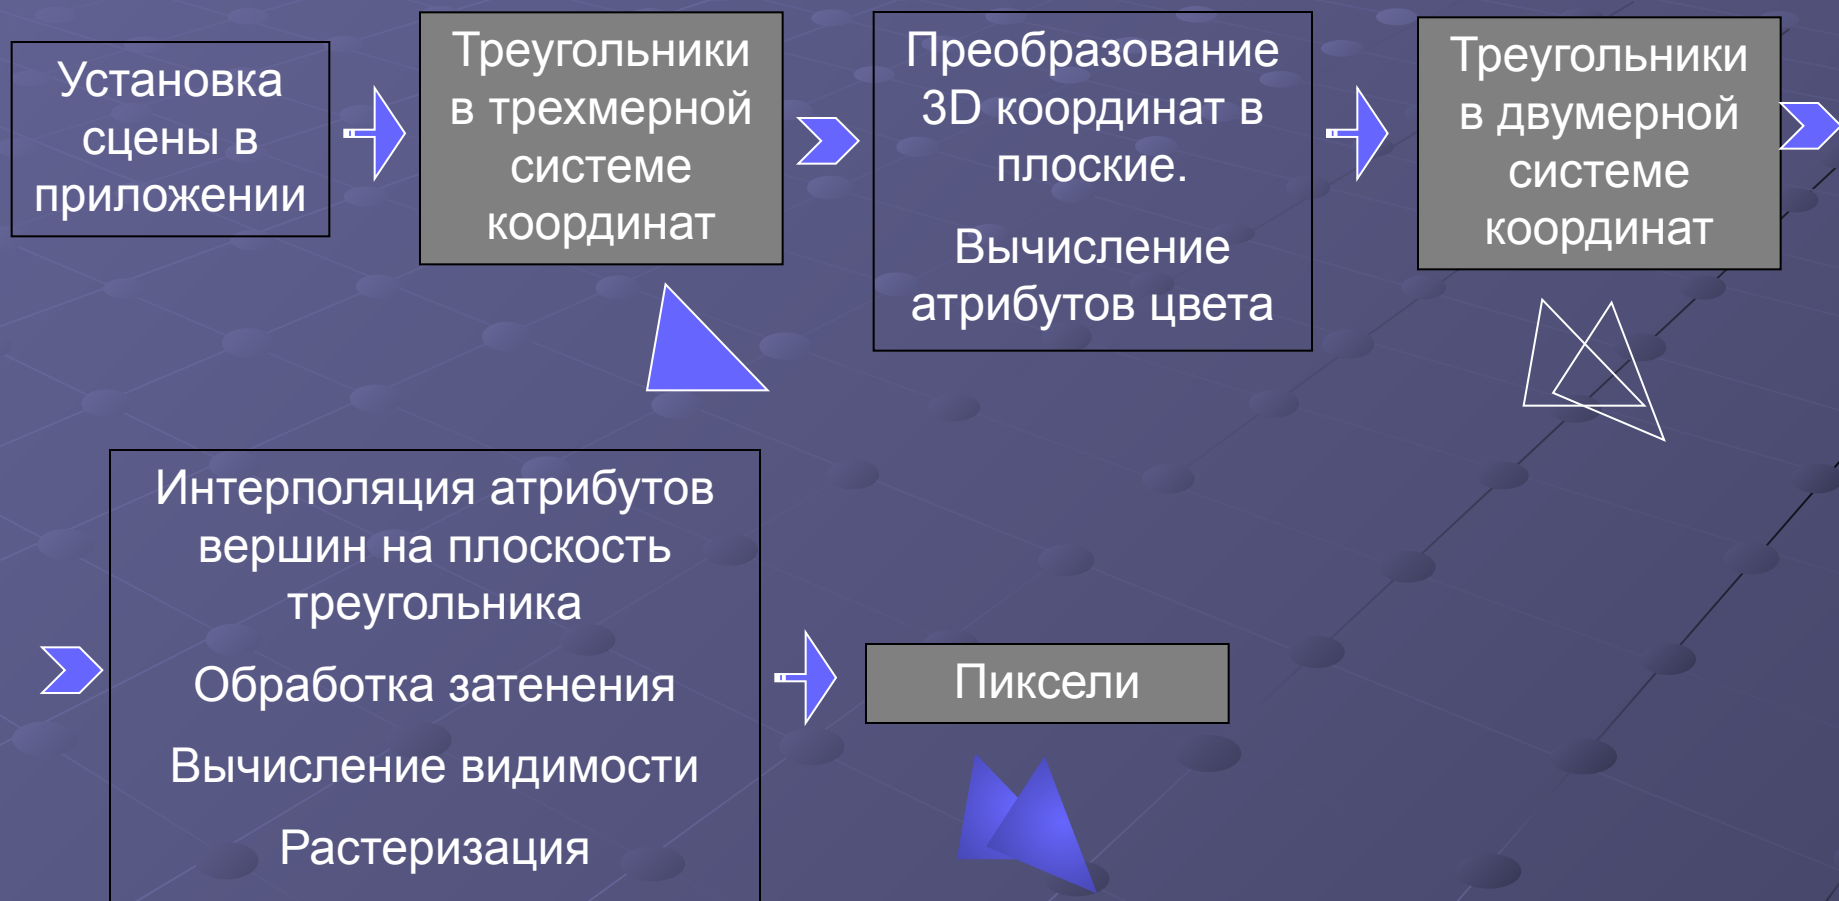 Установка
сцены в
приложении
Треугольники
в трехмерной
системе
координат
Преобразование
3D координат в
плоские.
Вычисление
атрибутов цвета
Треугольники
в двумерной
системе
координат
Интерполяция атрибутов
вершин на плоскость
треугольника
Обработка затенения
Вычисление видимости
Растеризация
Пиксели